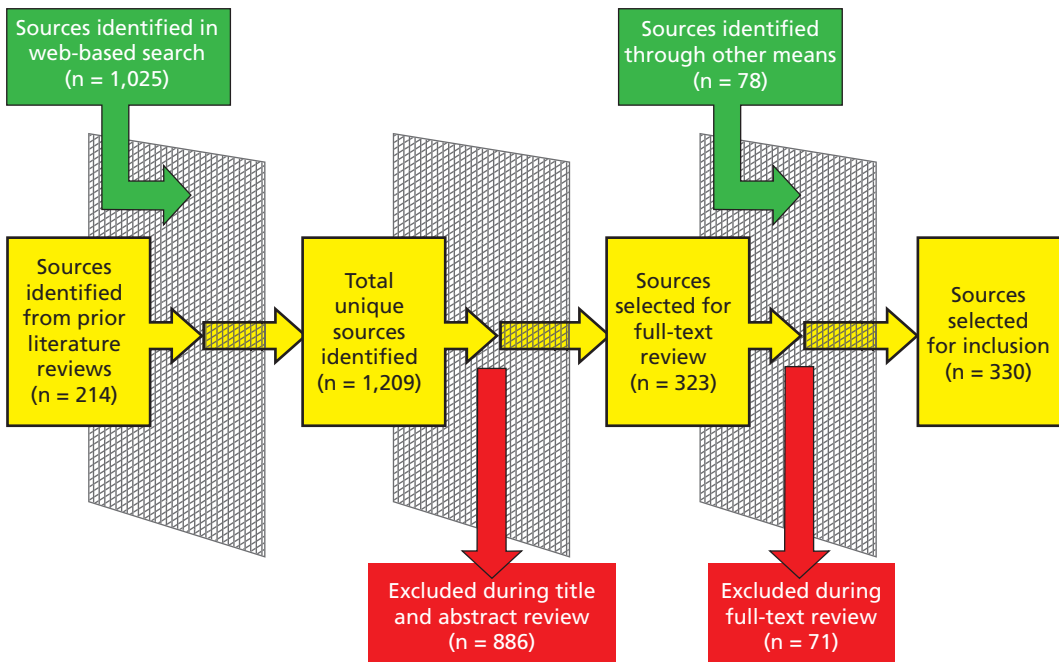 Sources identified in
web-based search
(n = 1,025)
Sources identified
through other means
(n = 78)
Sources
identified
from prior
literature
reviews
(n = 214)
Total
unique
sources
identified
(n = 1,209)
Sources
selected for
full-text
review
(n = 323)
Sources
selected
for inclusion
(n = 330)
Excluded during title
and abstract review
(n = 886)
Excluded during
full-text review
(n = 71)